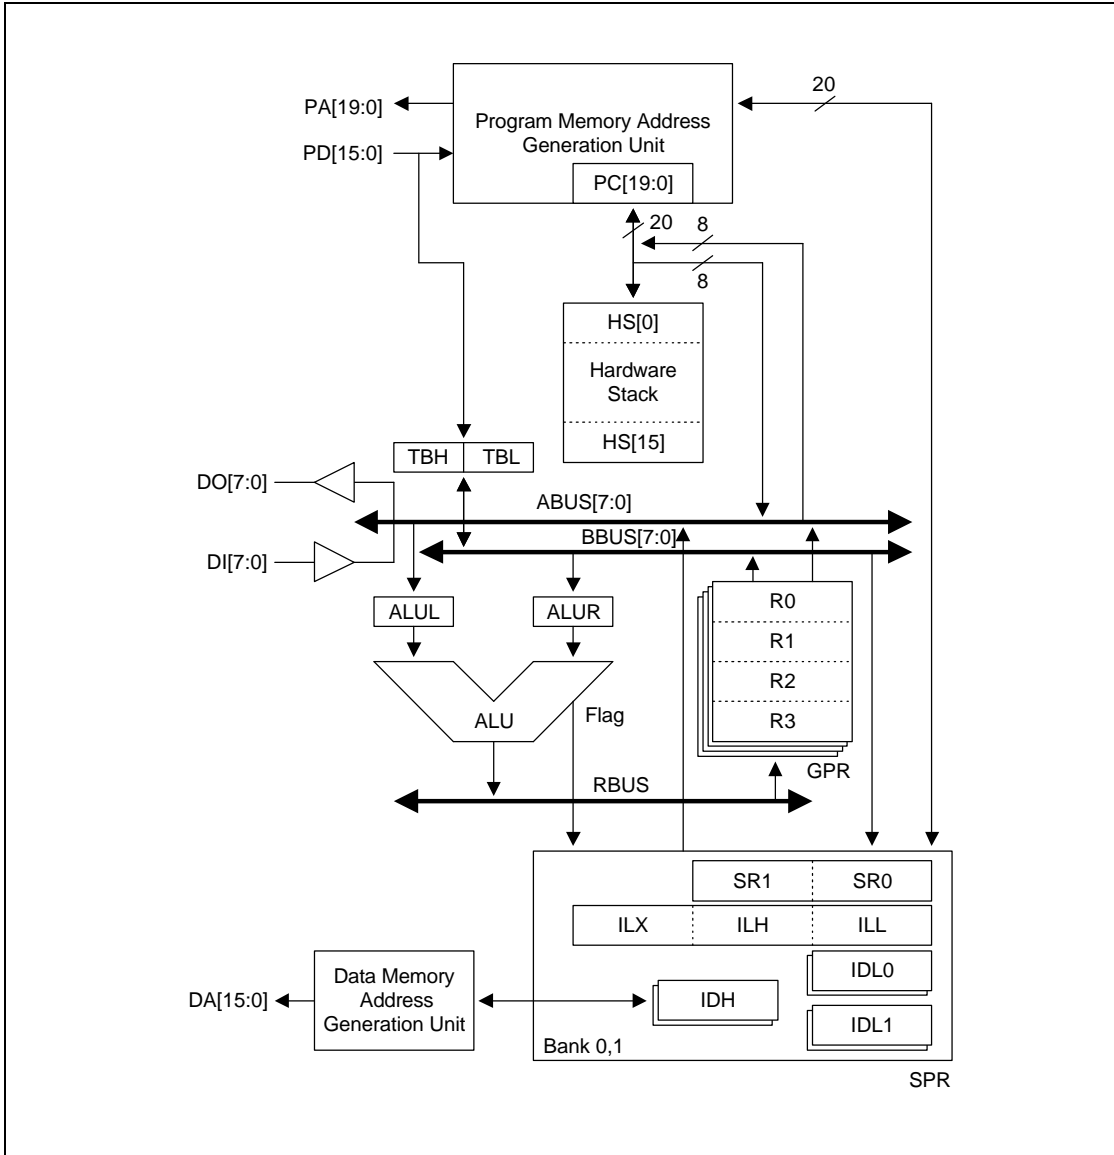 20
PA[19:0]
Program Memory Address
Generation Unit
PD[15:0]
PC[19:0]
20
8
8
HS[0]
Hardware
Stack
HS[15]
TBH
TBL
DO[7:0]
ABUS[7:0]
BBUS[7:0]
DI[7:0]
ALUL
ALUR
R0
R1
R2
R3
ALU
Flag
GPR
RBUS
SR1
SR0
ILX
ILH
ILL
IDL0
Data Memory
Address
Generation Unit
DA[15:0]
IDH
IDL1
Bank 0,1
SPR